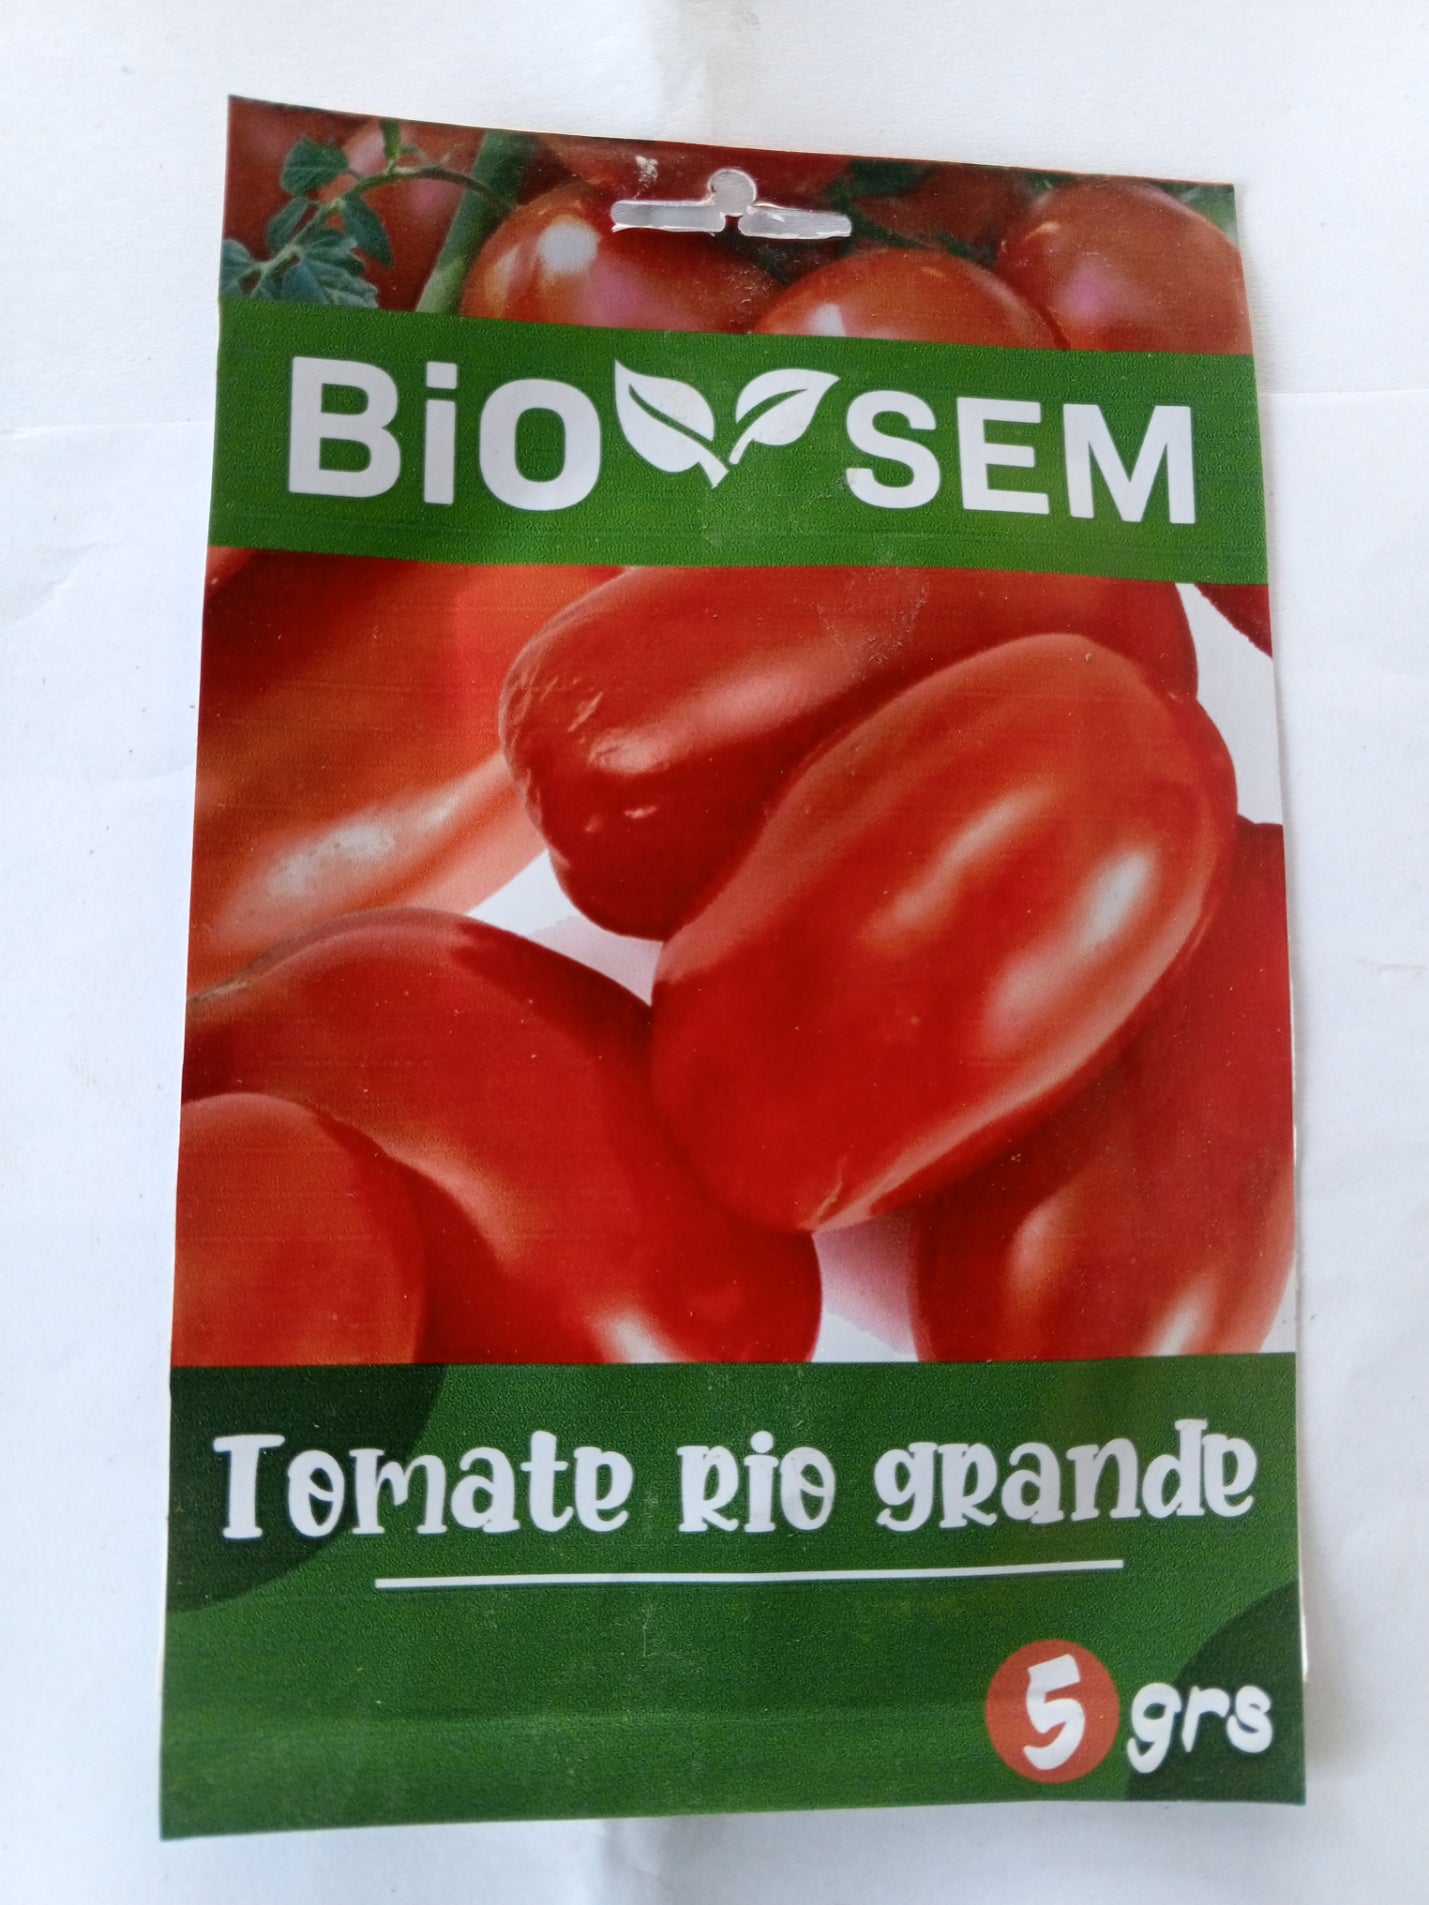 BiO SEM
Tomate Rio grande
5 grs